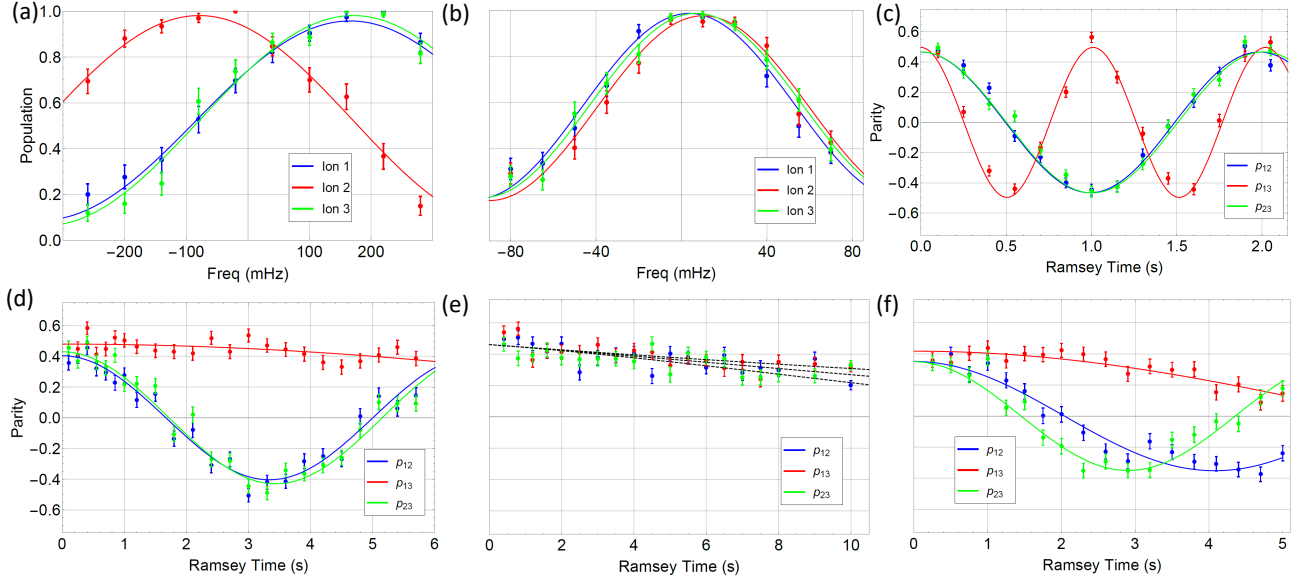 (a)
1.0
0.8
0.6
0.4
0.2
0.0
Population
−200
−100
0
100
200
Freq (mHz)
Ion 1
Ion 2
Ion 3
(b)
−80
−40
0
40
80
Freq (mHz)
Ion 1
Ion 2
Ion 3
(c)
0.6
0.4
0.2
0.0
−0.2
−0.4
−0.6
Parity
0.0
0.5
1.0
1.5
2.0
Ramsey Time (s)
p12
p13
p23
(d)
0.6
0.4
0.2
0.0
−0.2
−0.4
−0.6
Parity
0
1
2
3
4
5
6
Ramsey Time (s)
p12
p13
p23
(e)
0
2
4
6
8
10
Ramsey Time (s)
p12
p13
p23
(f)
0
1
2
3
4
5
Ramsey Time (s)
p12
p13
p23